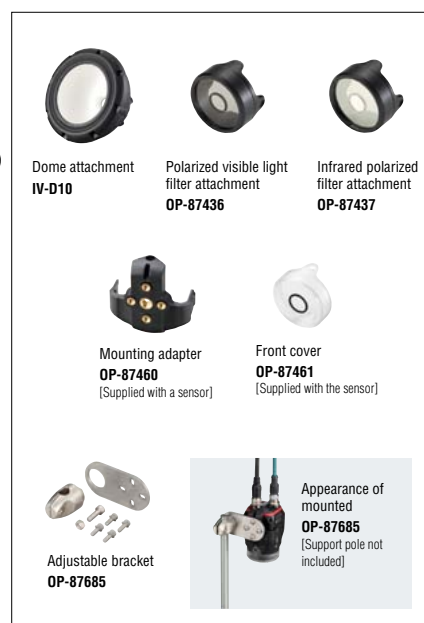 Dome attachment
IV-D10
Polarized visible light
filter attachment
OP-87436
Infrared polarized
filter attachment
OP-87437
Mounting adapter
OP-87460
[Supplied with a sensor]
Front cover
OP-87461
[Supplied with the sensor]
Adjustable bracket
OP-87685
Appearance of
mounted
OP-87685
[Support pole not
included]